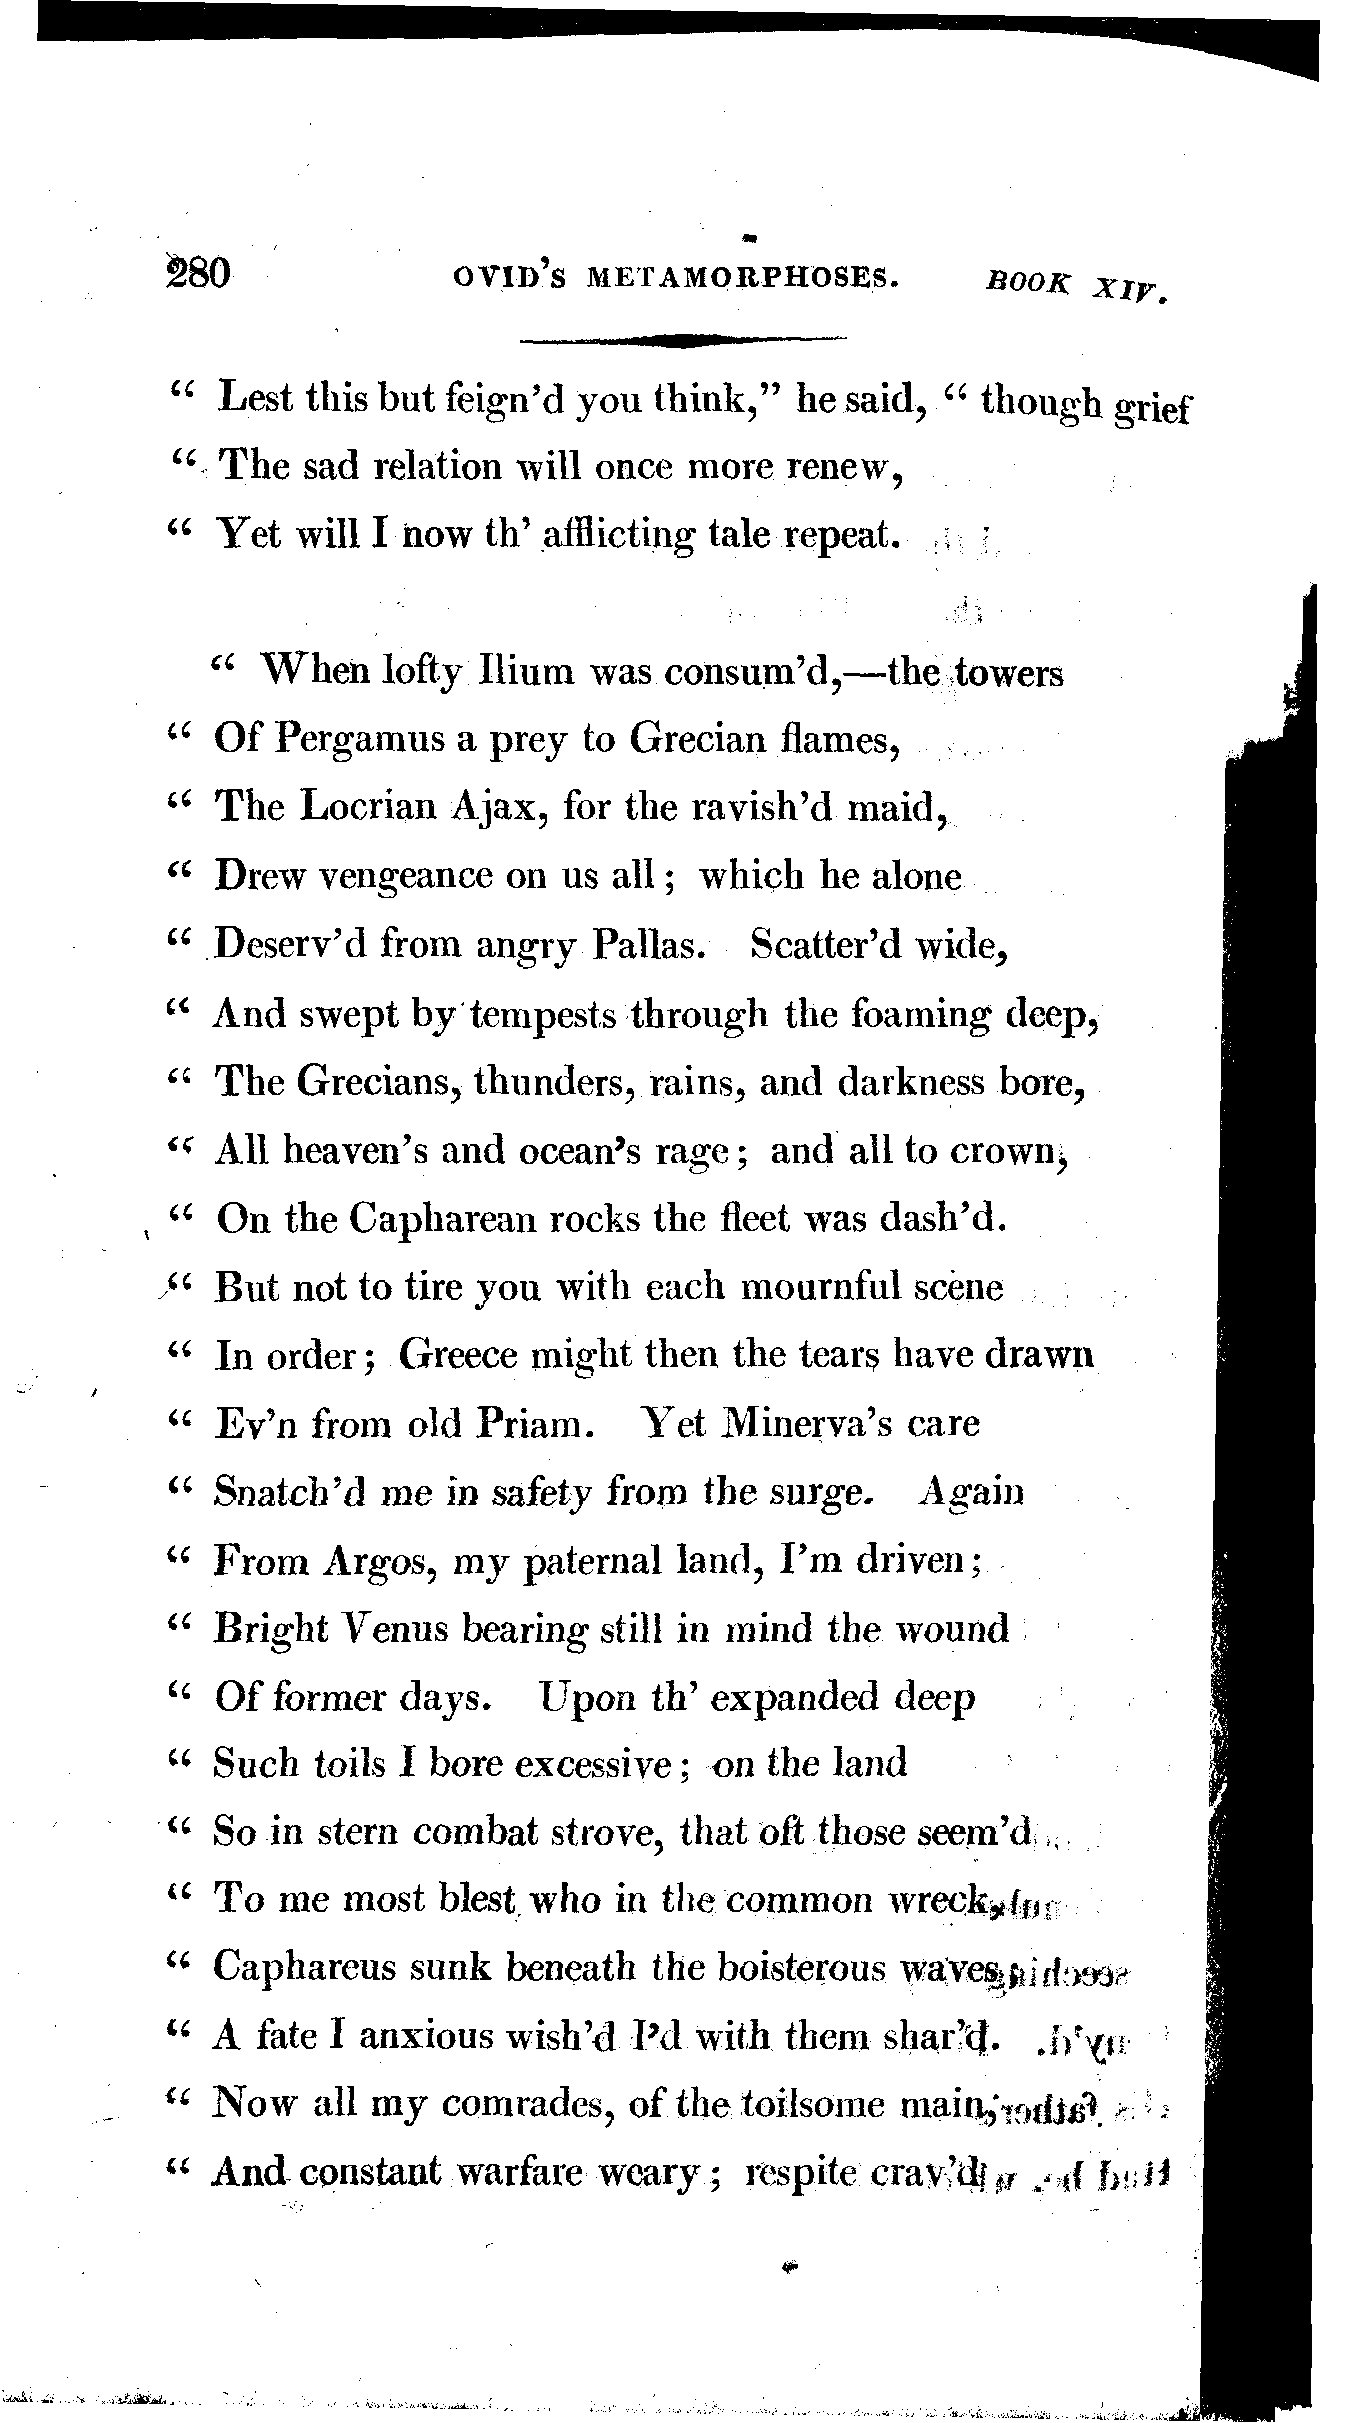 280 OVID'S METAMORPHOSES. BOOK XIV.
“ Lest this but feign'd you think,” he said, “ though grief
“ The sad relation will once more renew,
“ Yet will I now th' afflicting tale repeat.
“ When lofty Ilium was consum'd,—the towers
“ Of Pergamus a prey to Grecian flames,
“ The Locrian Ajax, for the ravish'd maid,
“ Drew vengeance on us all; which he alone
“ Deserv'd from angry Pallas. Scatter'd wide,
“ And swept by tempests through the foaming deep,
“ The Grecians, thunders, rains, and darkness bore,
“ All heaven's and ocean's rage; and all to crown,
“ On the Capharean rocks the fleet was dash'd.
“ But not to tire you with each mournful scene
“ In order; Greece might then the tears have drawn
“ Ev'n from old Priam. Yet Minerva's care
“ Snatch'd me in safety from the surge. Again
“ From Argos, my paternal land, I'm driven;
“ Bright Venus bearing still in mind the wound
“ Of former days. Upon th' expanded deep
“ Such toils I bore excessive; on the land
“ So in stern combat strove, that oft those seem'd
“ To me most blest who in the common wreck,
“ Caphareus sunk beneath the boisterous waves;
“ A fate I anxious wish'd I'd with them shar'd.
“ Now all my comrades, of the toilsome main,
“ And constant warfare weary; respite crav'd